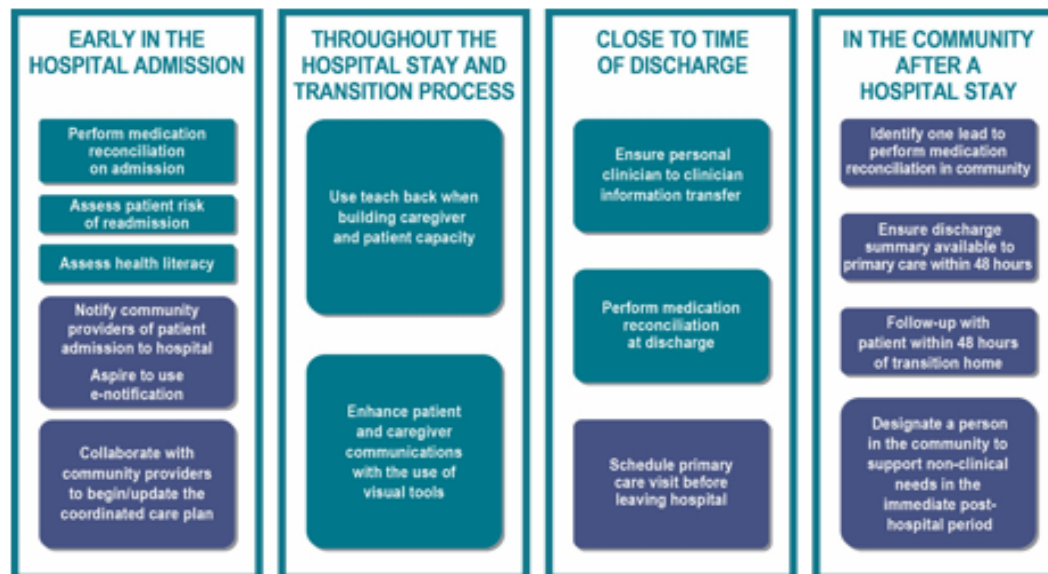 EARLY IN THE
HOSPITAL ADMISSION
Perform medication
reconciliation
on admission
Assess patient risk
of readmission
Assess health literacy
Notify community
providers of patient
admission to hospital
Aspire to use
e-notification
Collaborate with
community providers
to begin/update the
coordinated care plan
THROUGHOUT THE
HOSPITAL STAY AND
TRANSITION PROCESS
Use teach back when
building caregiver
and patient capacity
Enhance patient
and caregiver
communications
with the use of
visual tools
CLOSE TO TIME
OF DISCHARGE
Ensure personal
clinician to clinician
information transfer
Perform medication
reconciliation
at discharge
Schedule primary
care visit before
leaving hospital
IN THE COMMUNITY
AFTER A
HOSPITAL STAY
Identify one lead to
perform medication
reconciliation in community
Ensure discharge
summary available to
primary care within 48 hours
Follow-up with
patient within 48 hours
of transition home
Designate a person
in the community to
support non-clinical
needs in the
immediate post-
hospital period